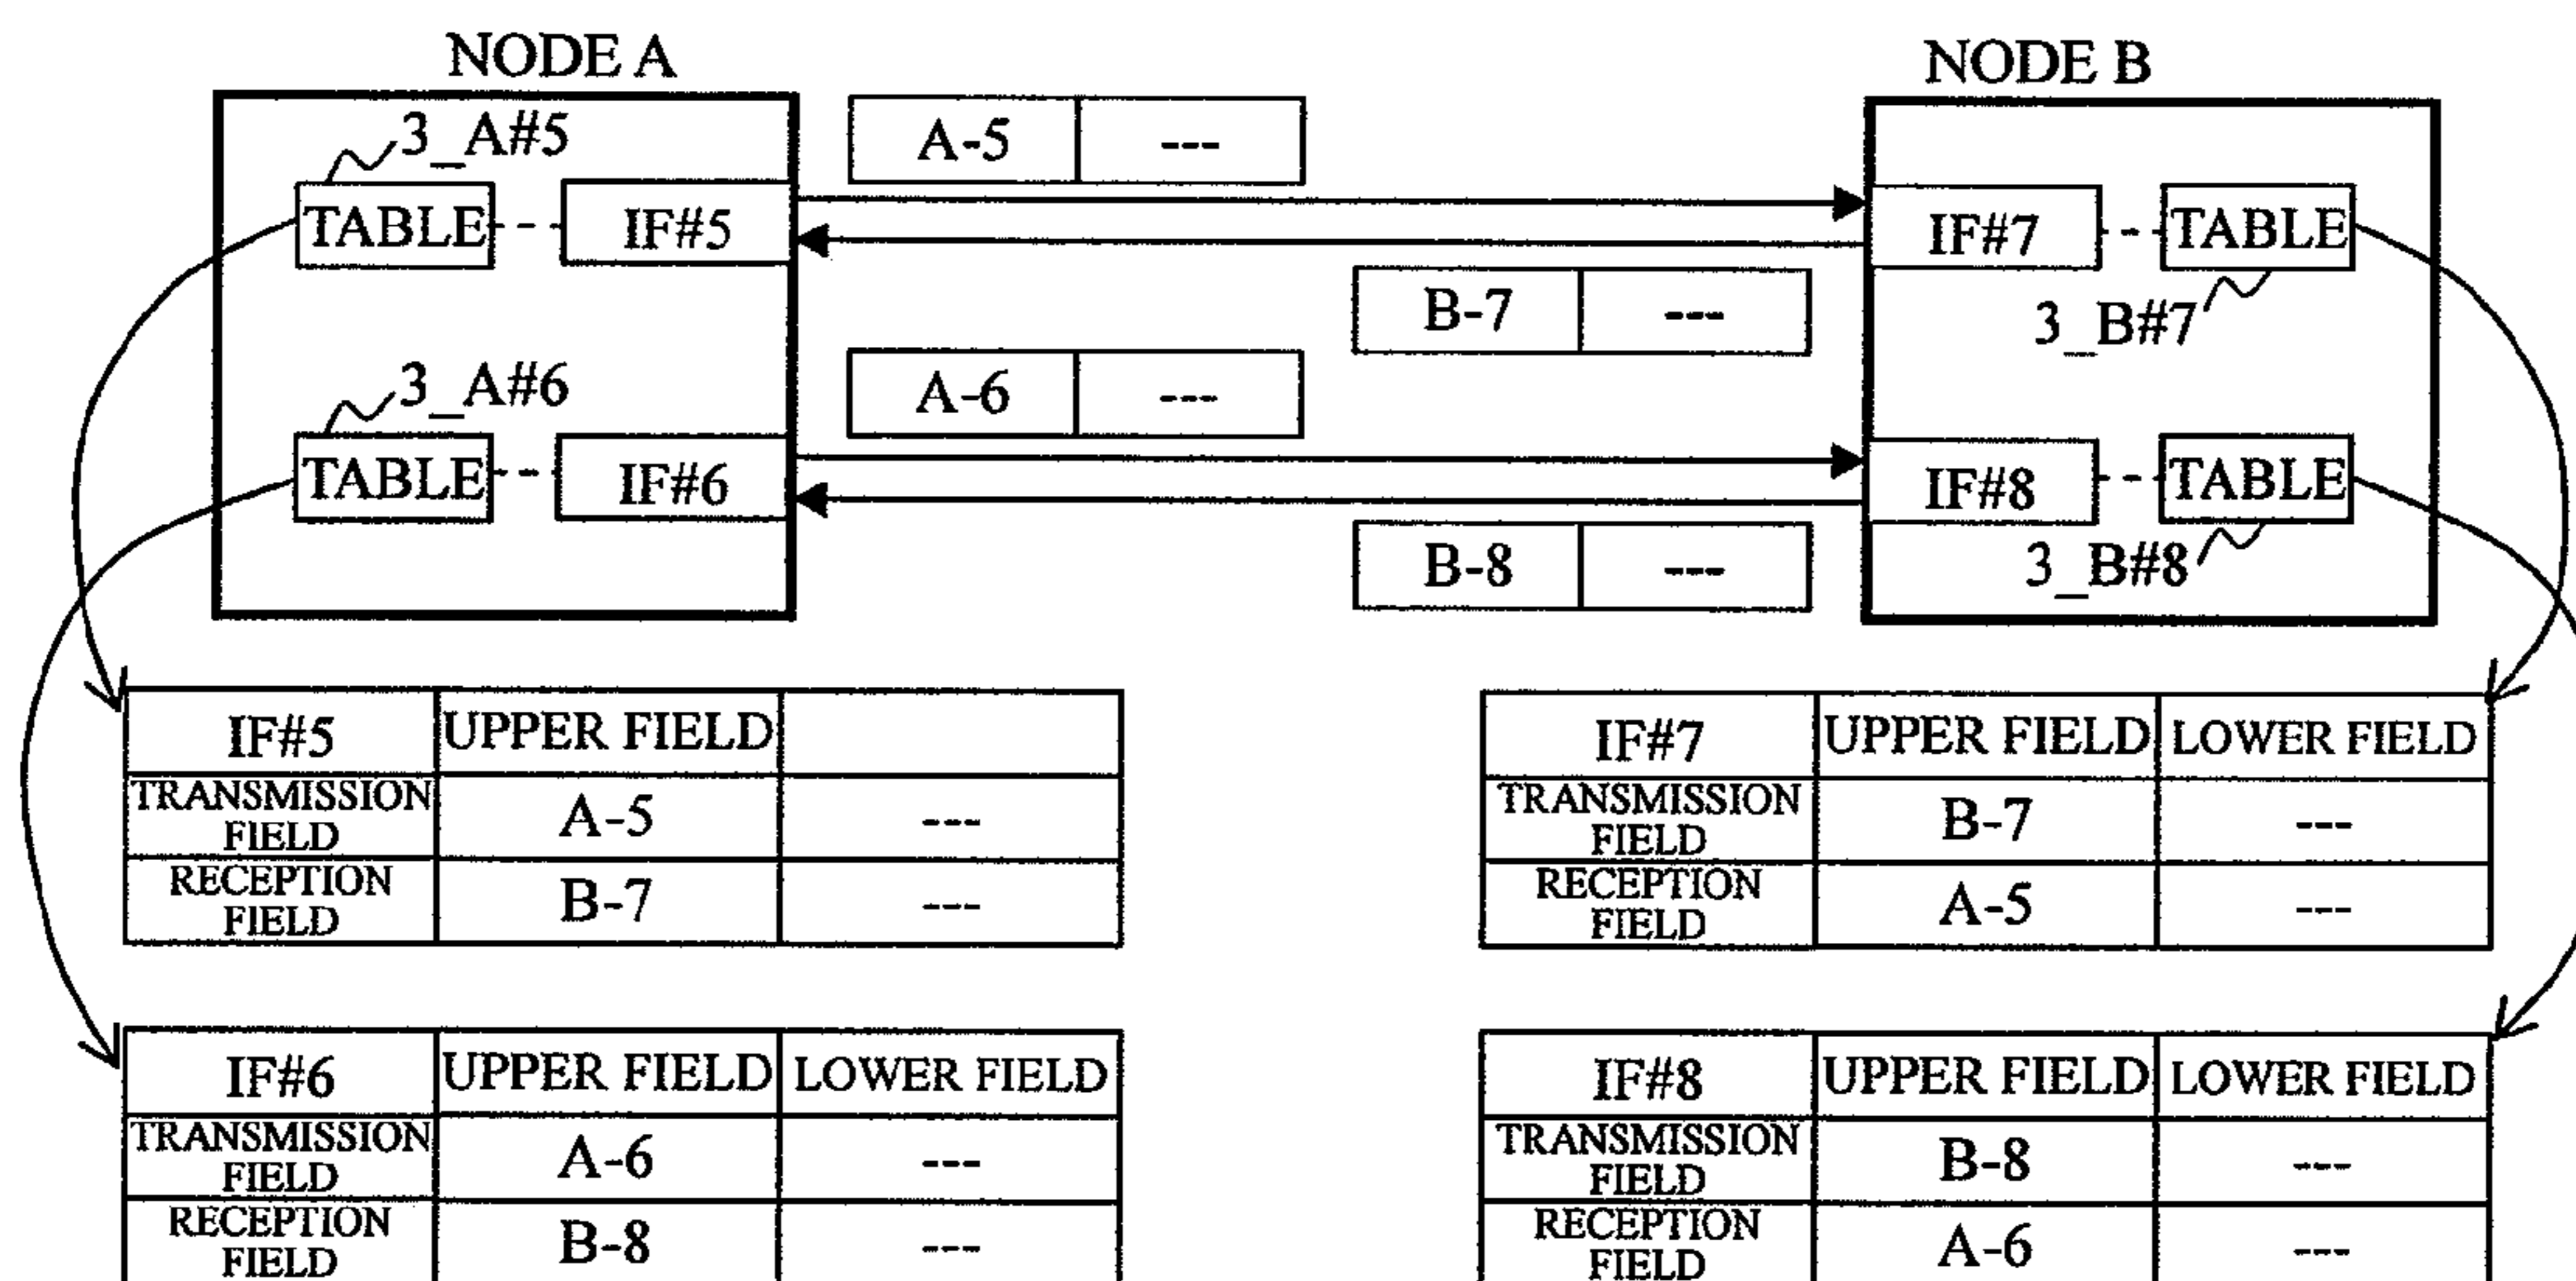 NODE A
NODE B
3_A#5
A-5 ---
TABLE
IF#5
IF#7
TABLE
B-7 ---
3_B#7
3_A#6
A-6 ---
TABLE
IF#6
IF#8
TABLE
B-8 ---
3_B#8
IF#5 UPPER FIELD
TRANSMISSION
FIELD
A-5 ---
RECEPTION
FIELD
B-7 ---
IF#7 UPPER FIELD LOWER FIELD
TRANSMISSION
FIELD
B-7 ---
RECEPTION
FIELD
A-5 ---
IF#6 UPPER FIELD LOWER FIELD
TRANSMISSION
FIELD
A-6 ---
RECEPTION
FIELD
B-8 ---
IF#8 UPPER FIELD LOWER FIELD
TRANSMISSION
FIELD
B-8 ---
RECEPTION
FIELD
A-6 ---